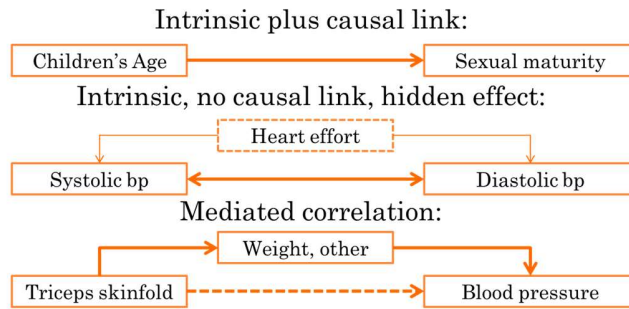 Intrinsic plus causal link:
Children's Age Sexual maturity
Intrinsic, no causal link, hidden effect:
Heart effort
Systolic bp Diastolic bp
Mediated correlation:
Weight, other
Triceps skinfold Blood pressure